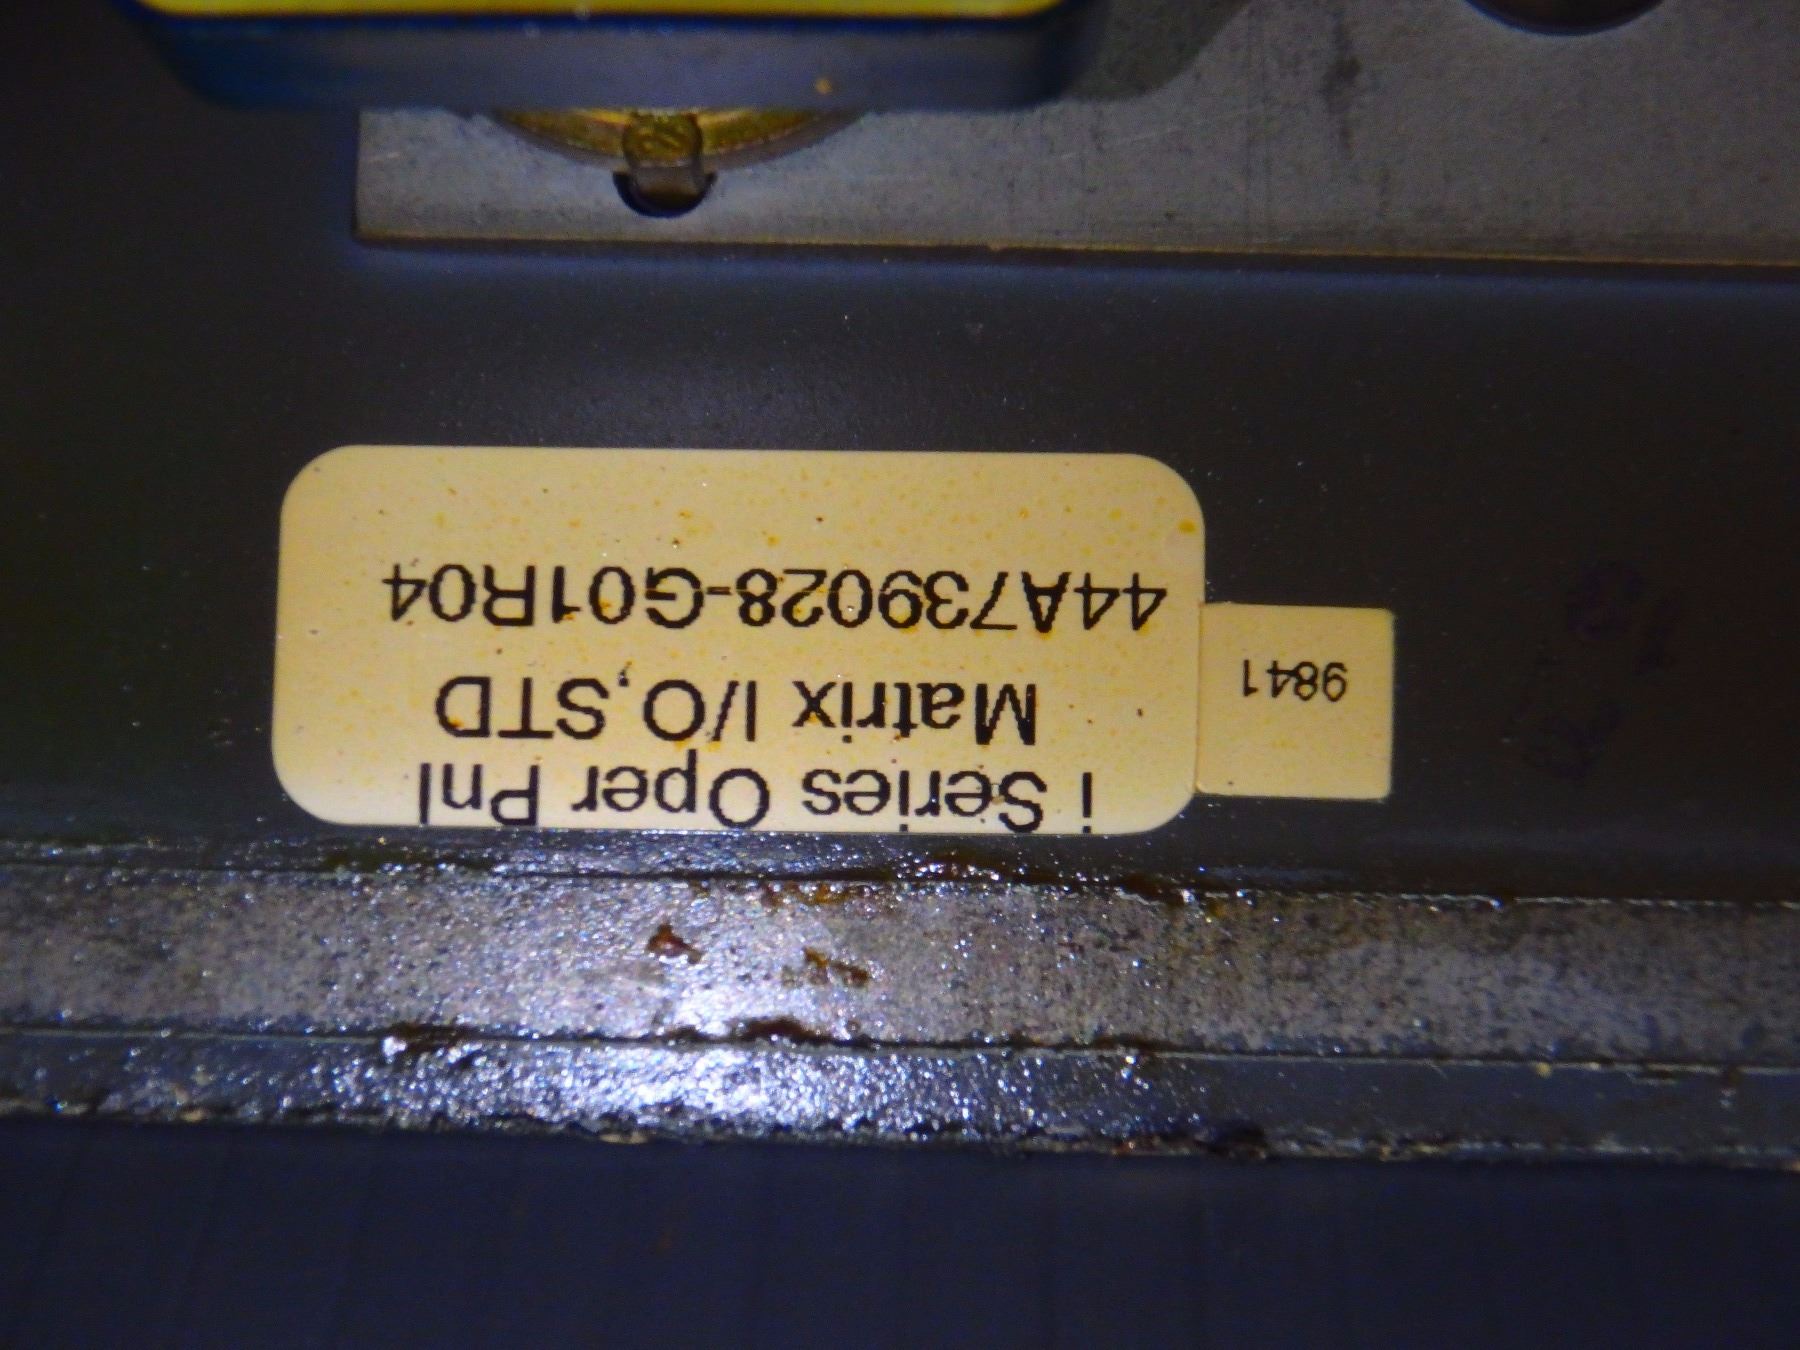 i Series Oper Pnl
Matrix I/O,STD
44A739028-G01R04
9841